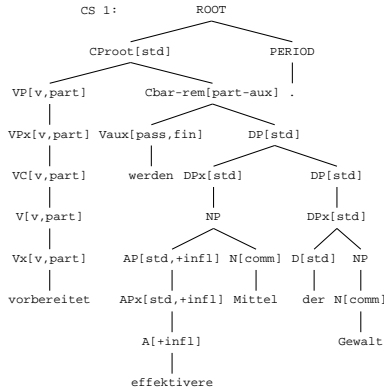 CS 1: ROOT
CProot[std] PERIOD
VP[v,part] Cbar-rem[part-aux] .
VPx[v,part] Vaux[pass,fin] DP[std]
VC[v,part] werden DPx[std] DP[std]
V[v,part] NP DPx[std]
Vx[v,part] AP[std,+infl] N[comm] D[std] NP
vorbereitet APx[std,+infl] Mittel der N[comm]
A[+infl] Gewalt
effektivere